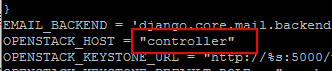 }
EMAIL_BACKEND = 'django.core.mail.backend
OPENSTACK_HOST = "controller"
OPENSTACK_KEYSTONE_URL = "http://%s:5000/